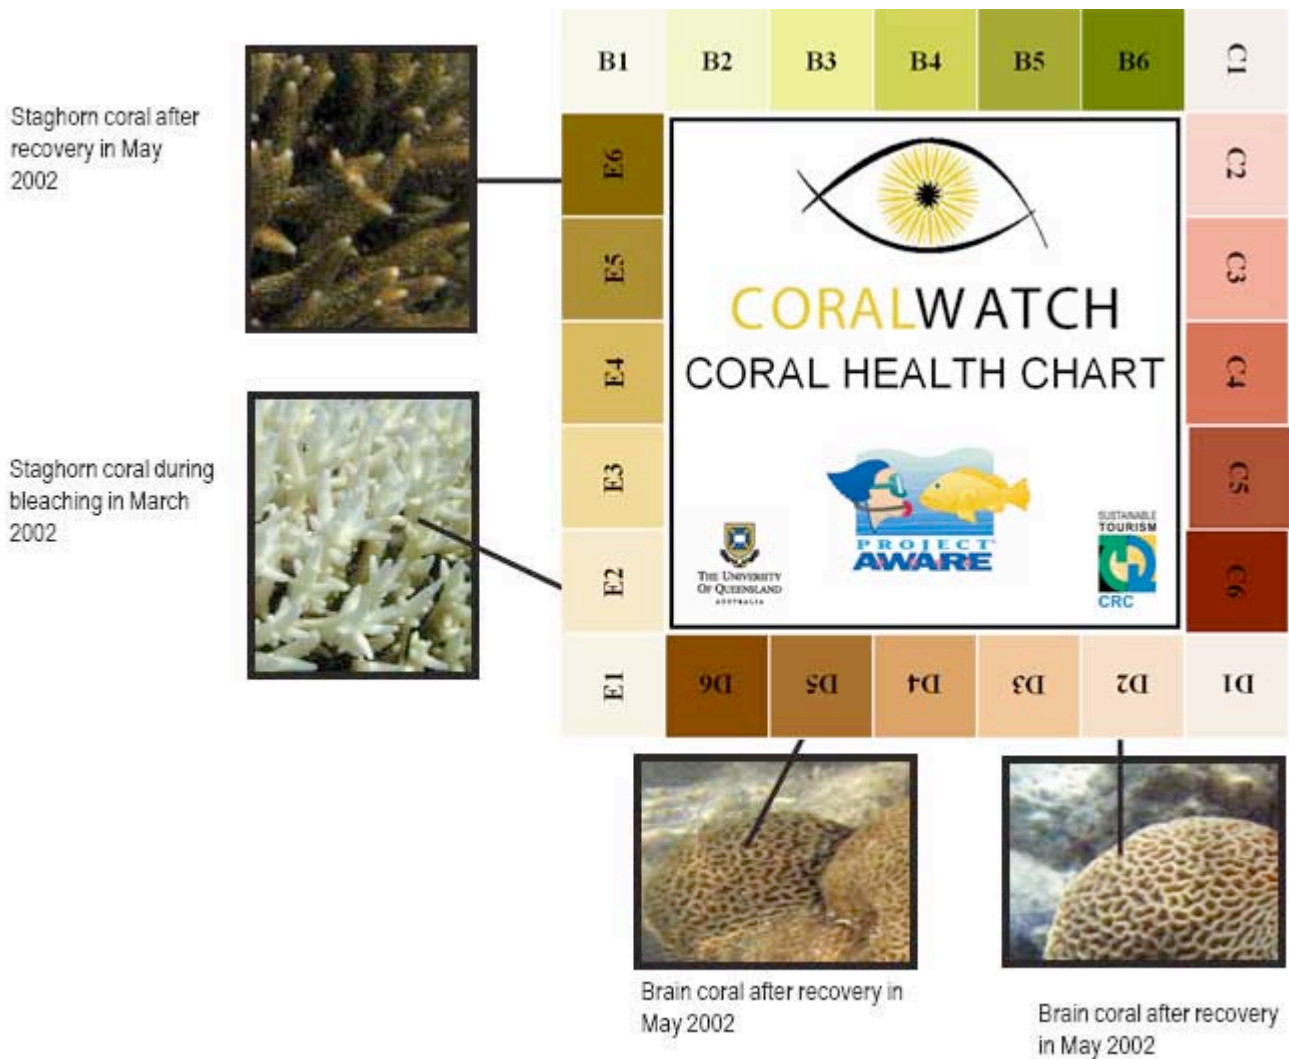 B1 B2 B3 B4 B5 B6 C1
Staghorn coral after
recovery in May
2002
E6
C2
E5
C3
CORALWATCH
CORAL HEALTH CHART
E4
C4
Staghorn coral during
bleaching in March
2002
E3
C5
PROJECT
AWARE
THE UNIVERSITY
OF QUEENSLAND
AUSTRALIA
SUSTAINABLE
TOURISM
CRC
E2
C6
E1 D6 D5 D4 D3 D2 D1
Brain coral after recovery in
May 2002
Brain coral after recovery
in May 2002